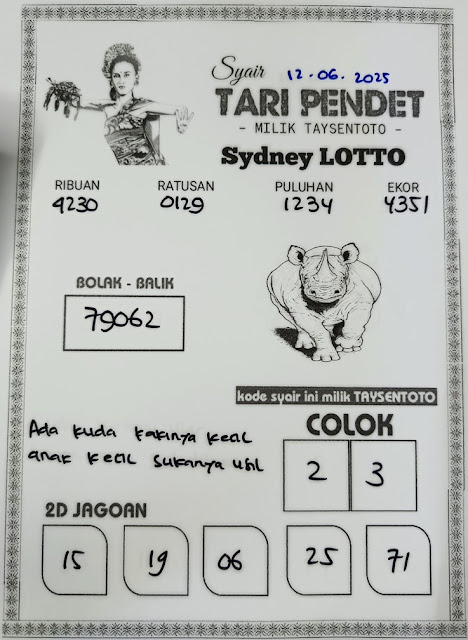 Syair 12.06.2025
TARI PENDET
- MILIK TAYSENTOTO -
Sydney LOTTO
RIBUAN RATUSAN PULUHAN EKOR
9230 0129 1234 4351
BOLAK - BALIK
79062
kode syair ini milik TAYSENTOTO
Ada kuda kakinya kecil
anak kecil sukanya usil
COLOK
2 3
2D JAGOAN
15 19 06 25 71